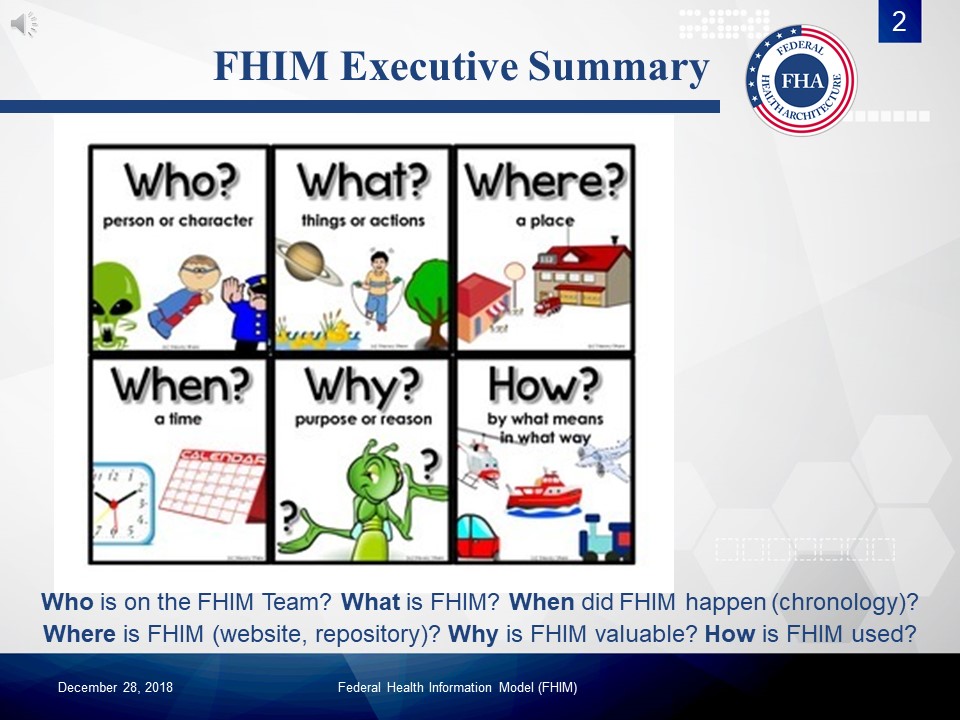 2
FHIM Executive Summary
FEDERAL
HEALTH ARCHITECTURE
FHA
Who?
person or character
What?
things or actions
Where?
a place
When?
a time
CALENDAR
Why?
purpose or reason
?
?
How?
by what means
in what way
Who is on the FHIM Team? What is FHIM? When did FHIM happen (chronology)?
Where is FHIM (website, repository)? Why is FHIM valuable? How is FHIM used?
December 28, 2018
Federal Health Information Model (FHIM)